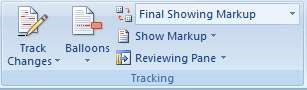 Final Showing Markup
Track Changes
Balloons
Show Markup
Reviewing Pane
Tracking